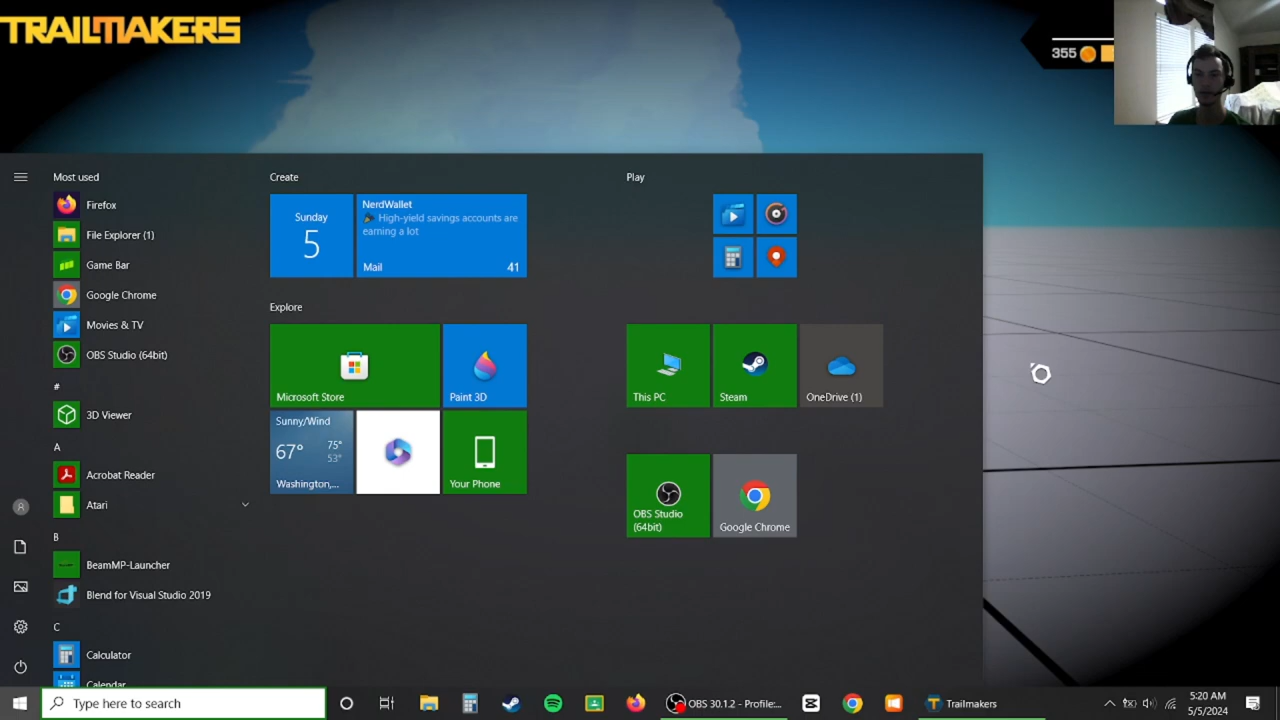 TRAILMAKERS
355
Most used
Firefox
File Explorer (1)
Game Bar
Google Chrome
Movies & TV
OBS Studio (64bit)
#
3D Viewer
A
Acrobat Reader
Atari
B
BeamMP-Launcher
Blend for Visual Studio 2019
C
Calculator
Calendar
Create
Sunday
5
NerdWallet
🎉 High-yield savings accounts are
earning a lot
Mail 41
Explore
Microsoft Store
Paint 3D
Sunny/Wind
67° 75°
53°
Washington,...
Your Phone
Play
This PC
Steam
OneDrive (1)
OBS Studio
(64bit)
Google Chrome
Type here to search
OBS 30.1.2 - Profile:...
Trailmakers
5:20 AM
5/5/2024